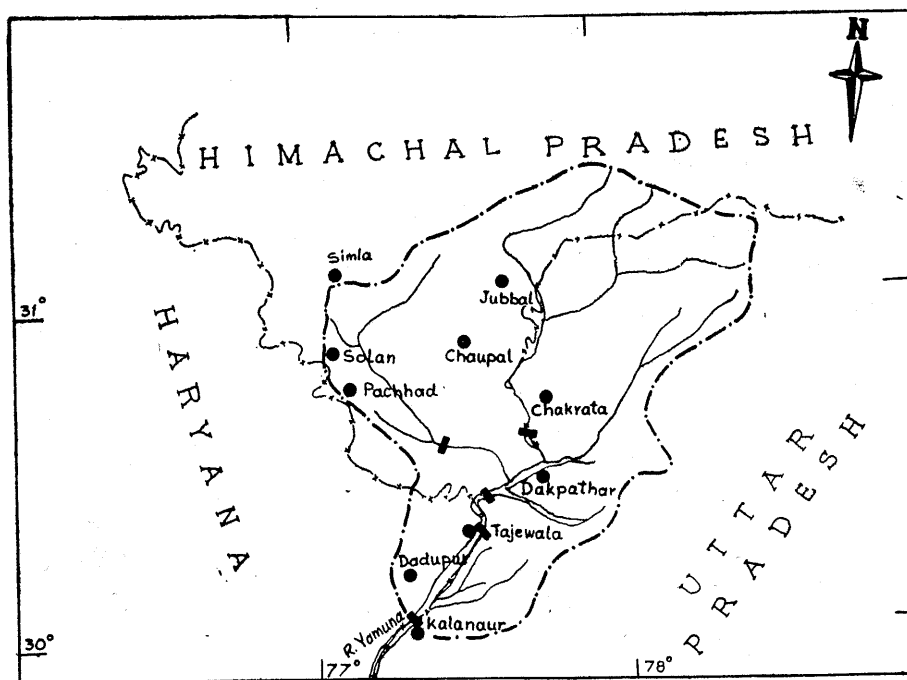 N
HIMACHAL PRADESH
Simla
Jubbal
31°
HARYANA
Solan
Chaupal
Pachhad
Chakrata
UTTAR
PRADESH
Dakpathar
Tajewala
Dadupur
R. Yamuna
Kalanaur
30°
77°
78°